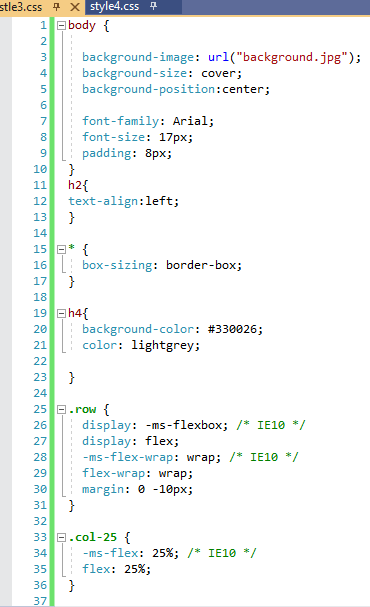 stle3.css style4.css
1 body {
2
3 background-image: url("background.jpg");
4 background-size: cover;
5 background-position:center;
6
7 font-family: Arial;
8 font-size: 17px;
9 padding: 8px;
10 }
11 h2{
12 text-align:left;
13 }
14
15 * {
16 box-sizing: border-box;
17 }
18
19 h4{
20 background-color: #330026;
21 color: lightgrey;
22
23 }
24
25 .row {
26 display: -ms-flexbox; /* IE10 */
27 display: flex;
28 -ms-flex-wrap: wrap; /* IE10 */
29 flex-wrap: wrap;
30 margin: 0 -10px;
31 }
32
33 .col-25 {
34 -ms-flex: 25%; /* IE10 */
35 flex: 25%;
36 }
37